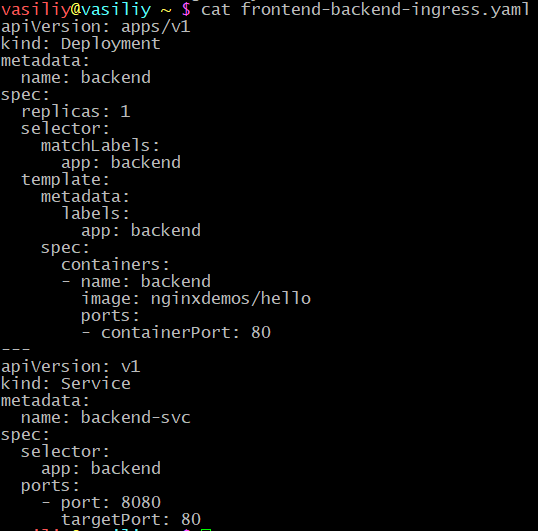 vasiliy@vasiliy ~ $ cat frontend-backend-ingress.yaml
apiVersion: apps/v1
kind: Deployment
metadata:
  name: backend
spec:
  replicas: 1
  selector:
    matchLabels:
      app: backend
  template:
    metadata:
      labels:
        app: backend
    spec:
      containers:
      - name: backend
        image: nginxdemos/hello
        ports:
        - containerPort: 80
---
apiVersion: v1
kind: Service
metadata:
  name: backend-svc
spec:
  selector:
    app: backend
  ports:
    - port: 8080
      targetPort: 80